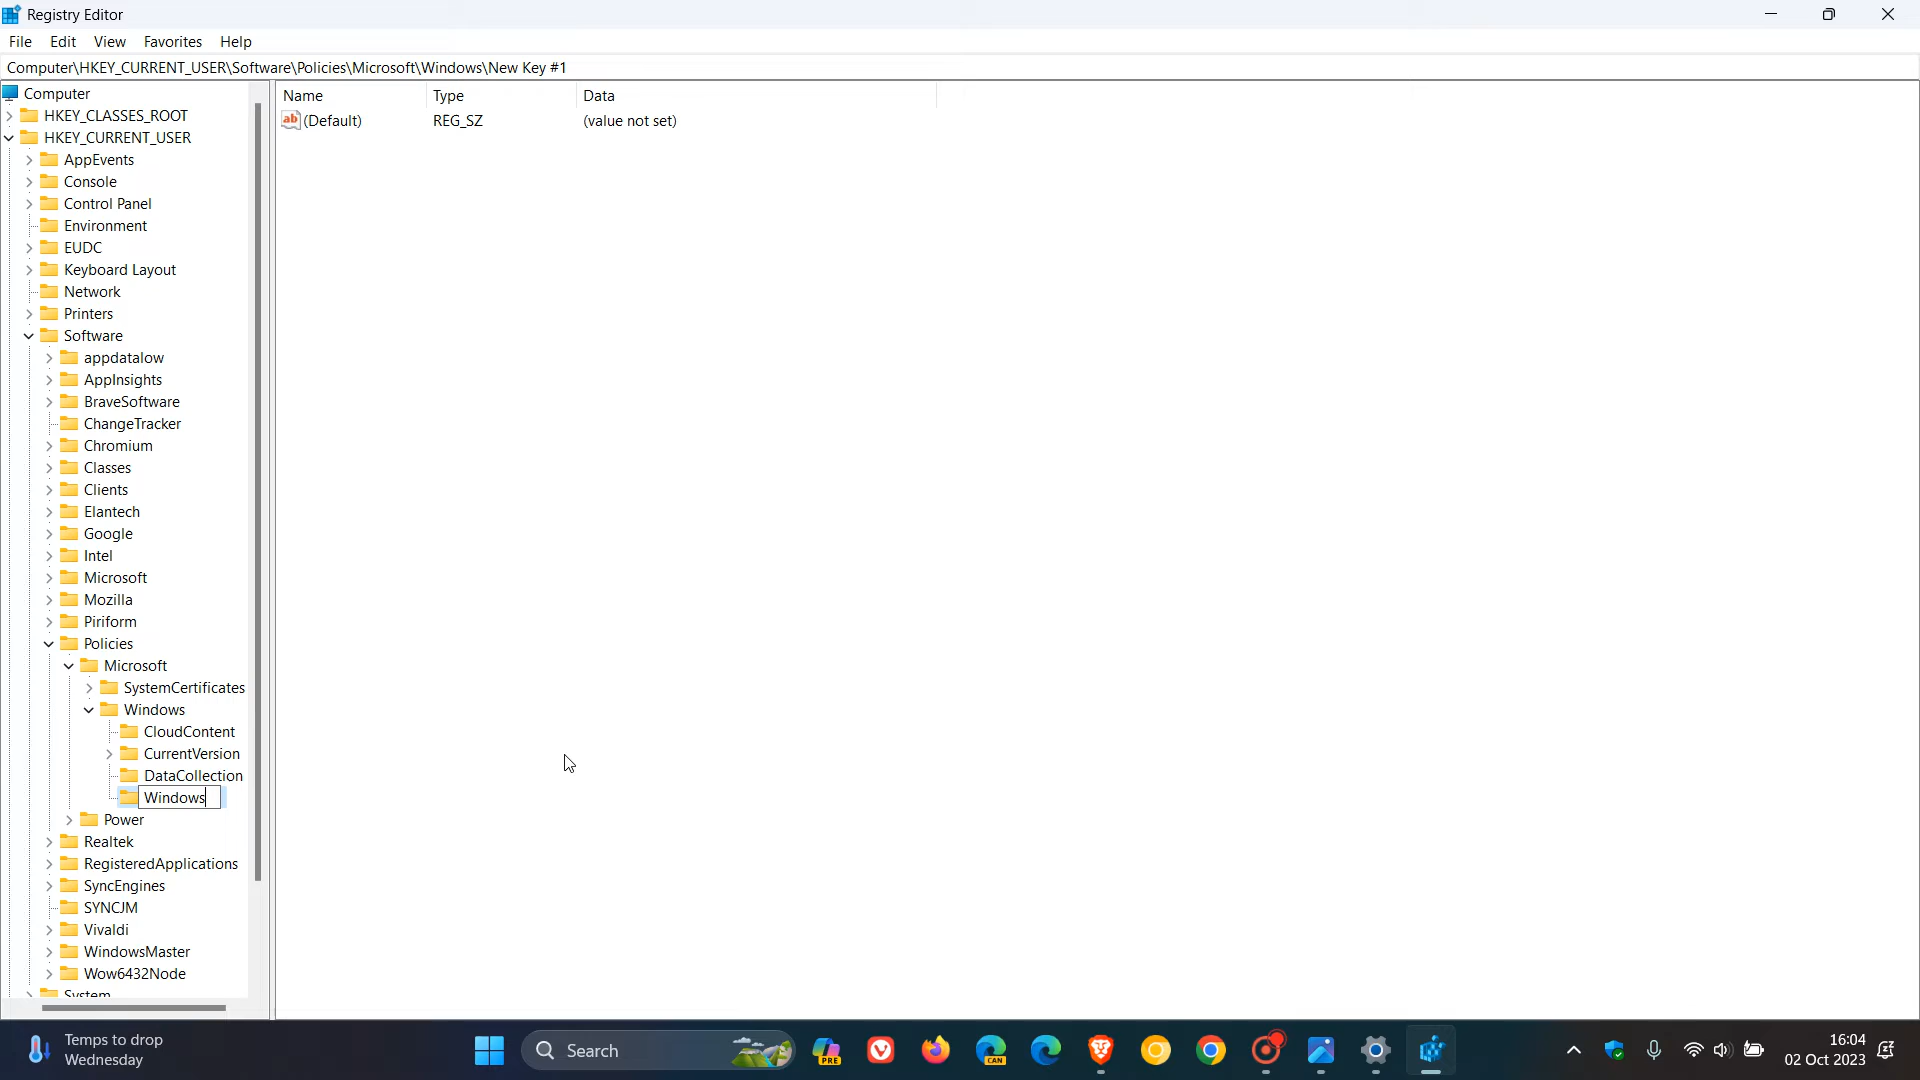 Registry Editor
File Edit View Favorites Help
Computer\HKEY_CURRENT_USER\Software\Policies\Microsoft\Windows\New Key #1
Computer
HKEY_CLASSES_ROOT
HKEY_CURRENT_USER
AppEvents
Console
Control Panel
Environment
EUDC
Keyboard Layout
Network
Printers
Software
appdatalow
AppInsights
BraveSoftware
ChangeTracker
Chromium
Classes
Clients
Elantech
Google
Intel
Microsoft
Mozilla
Piriform
Policies
Microsoft
SystemCertificates
Windows
CloudContent
CurrentVersion
DataCollection
Windows
Power
Realtek
RegisteredApplications
SyncEngines
SYNCJM
Vivaldi
WindowsMaster
Wow6432Node
System
Name Type Data
ab (Default) REG_SZ (value not set)
Temps to drop
Wednesday
Search
PRE
CAN
16:04
02 Oct 2023